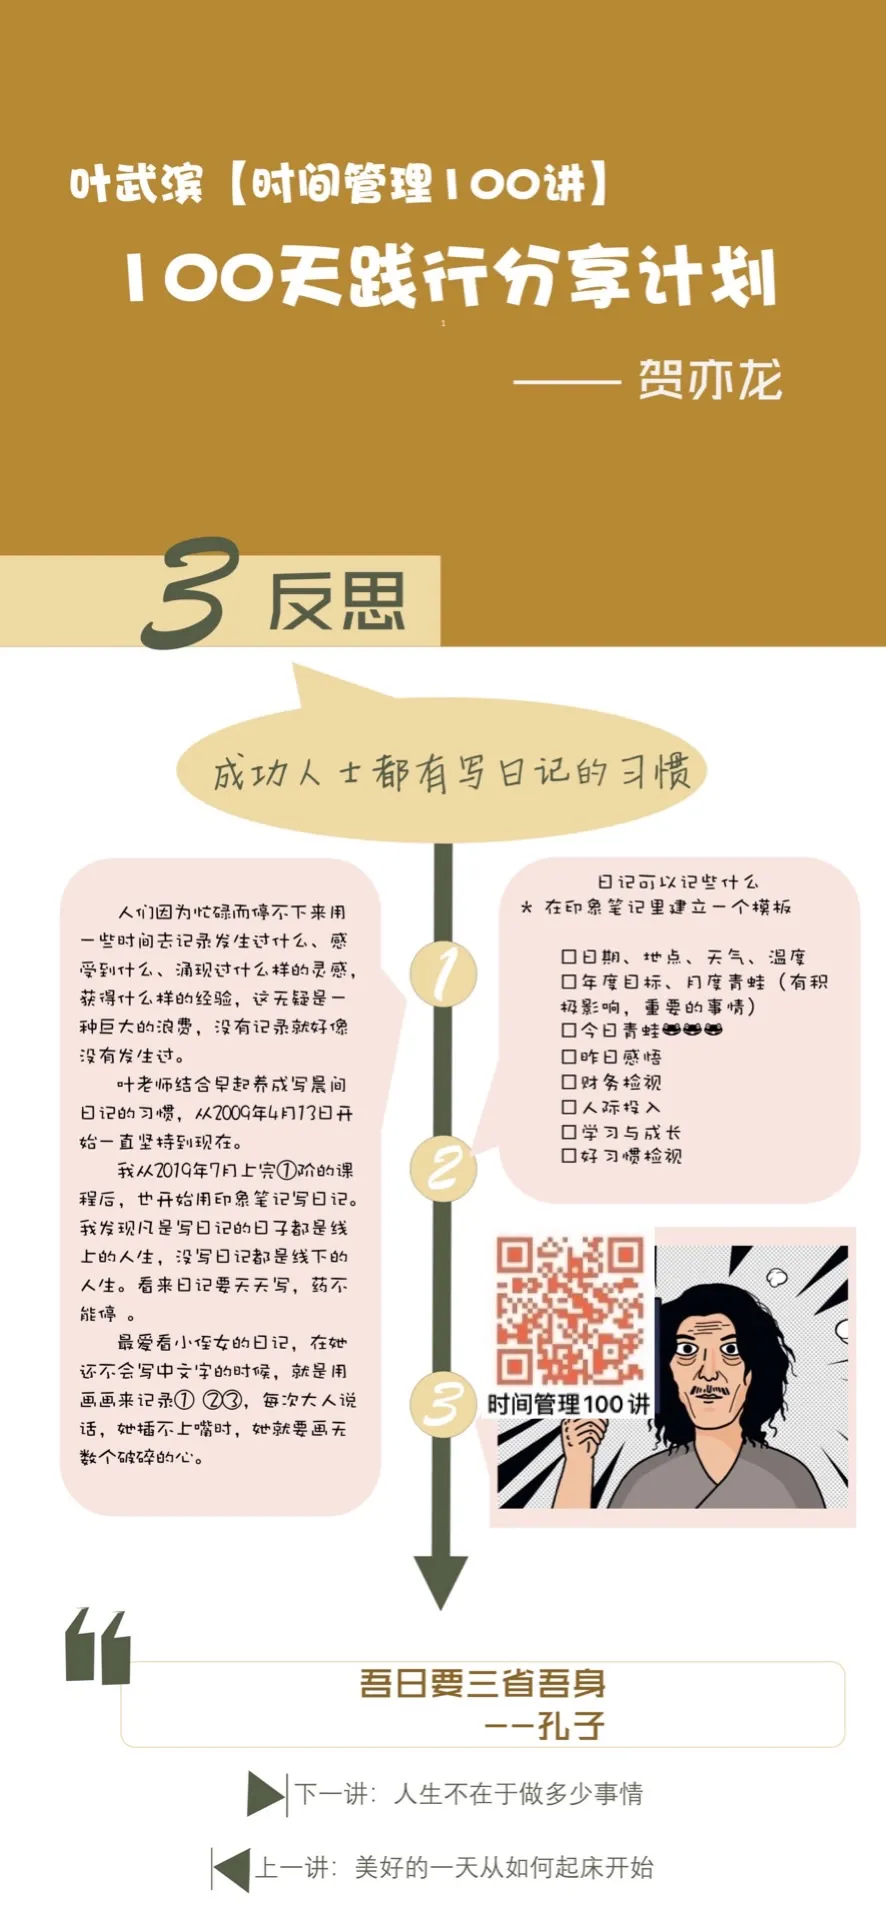 叶武滨【时间管理100讲】
100天践行分享计划
—— 贺亦龙
3 反思
成功人士都有写日记的习惯
人们因为忙碌而停不下来用
一些时间去记录发生过什么、感
受到什么、涌现过什么样的灵感，
获得什么样的经验，这无疑是一
种巨大的浪费，没有记录就好像
没有发生过。
叶老师结合早起养成写晨间
日记的习惯，从2009年4月13日开
始一直坚持到现在。
我从2019年7月上完①阶的课
程后，也开始用印象笔记写日记。
我发现凡是写日记的日子都是线
上的人生，没写日记都是线下的
人生。看来日记要天天写，药不
能停 。
最爱看小侄女的日记，在她
还不会写中文字的时候，就是用
画画来记录① ②③，每次大人说
话，她插不上嘴时，她就要画无
数个破碎的心。
1
日记可以记些什么
* 在印象笔记里建立一个模板
□日期、地点、天气、温度
□年度目标、月度青蛙（有积
极影响，重要的事情）
□今日青蛙🐸🐸🐸
□昨日感悟
□财务检视
□人际投入
□学习与成长
□好习惯检视
2
3
时间管理100讲
“
吾日要三省吾身
--孔子
下一讲：人生不在于做多少事情
上一讲：美好的一天从如何起床开始